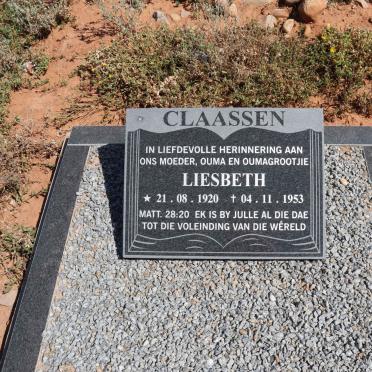 CLAASSEN
IN LIEFDEVOLLE HERINNERING AAN
ONS MOEDER, OUMA EN OUMAGROOTJIE
LIESBETH
★ 21 . 08 . 1920 † 04 . 11 . 1953
MATT. 28:20 EK IS BY JULLE AL DIE DAE
TOT DIE VOLEINDING VAN DIE WÊRELD